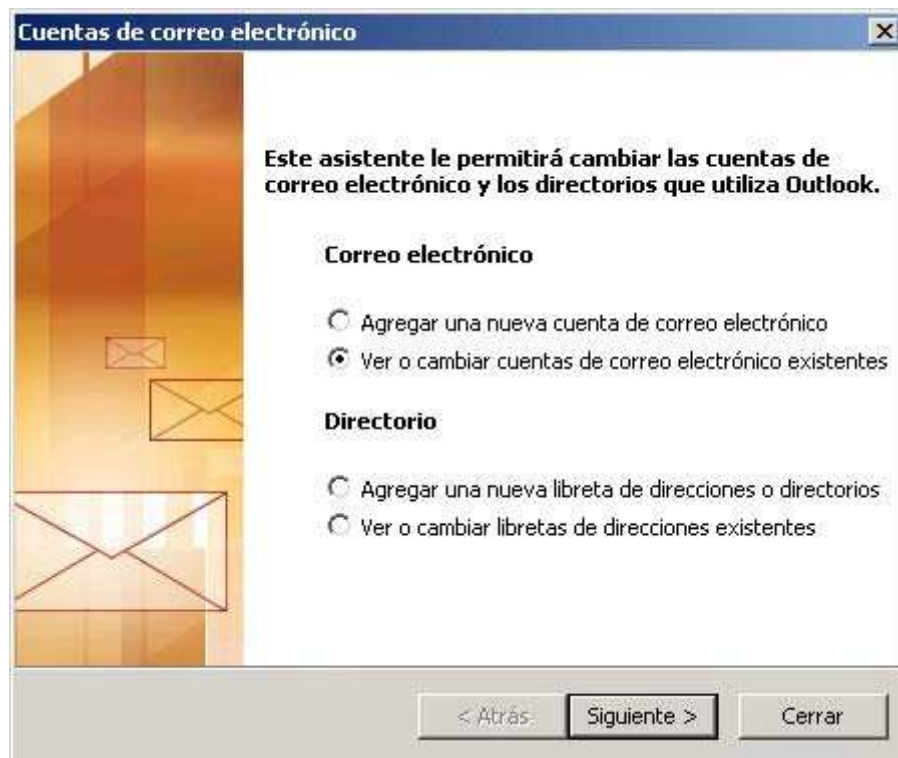 Cuentas de correo electrónico
Este asistente le permitirá cambiar las cuentas de
correo electrónico y los directorios que utiliza Outlook.
Correo electrónico
Agregar una nueva cuenta de correo electrónico
Ver o cambiar cuentas de correo electrónico existentes
Directorio
Agregar una nueva libreta de direcciones o directorios
Ver o cambiar libretas de direcciones existentes
< Atrás Siguiente > Cerrar